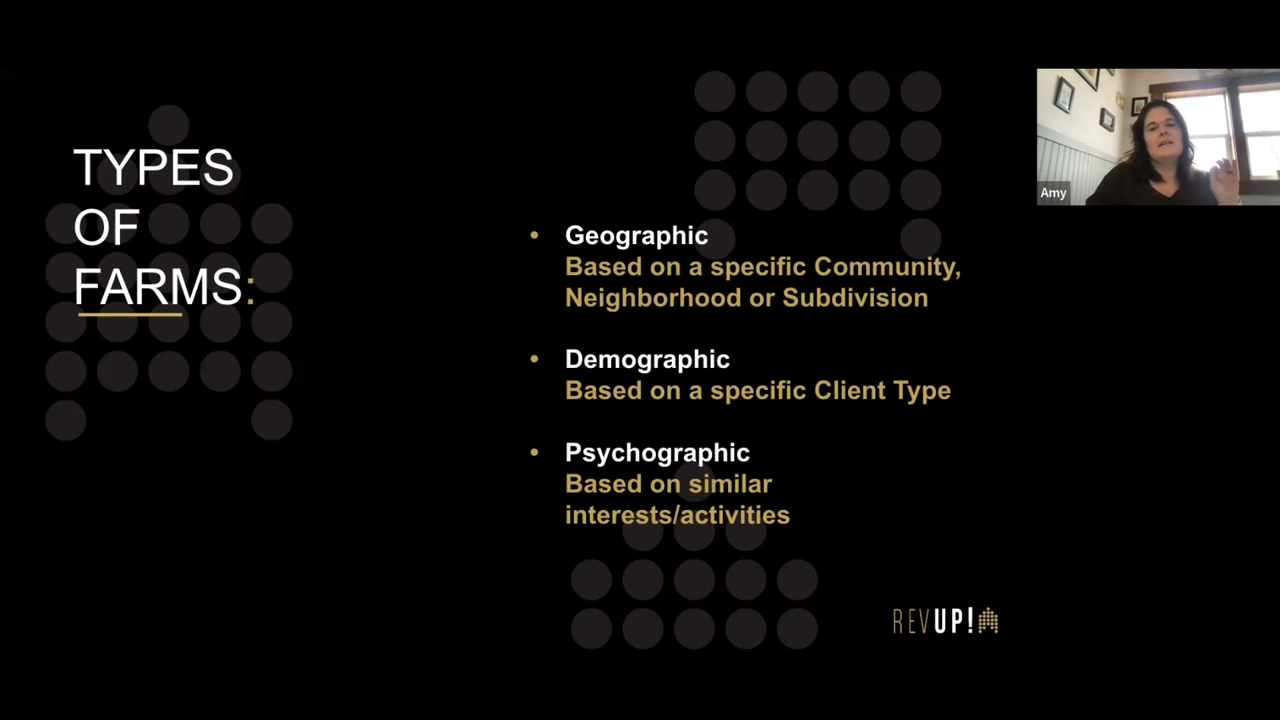 TYPES
OF
FARMS:
• Geographic
Based on a specific Community,
Neighborhood or Subdivision
• Demographic
Based on a specific Client Type
• Psychographic
Based on similar
interests/activities
Amy
REVUP!